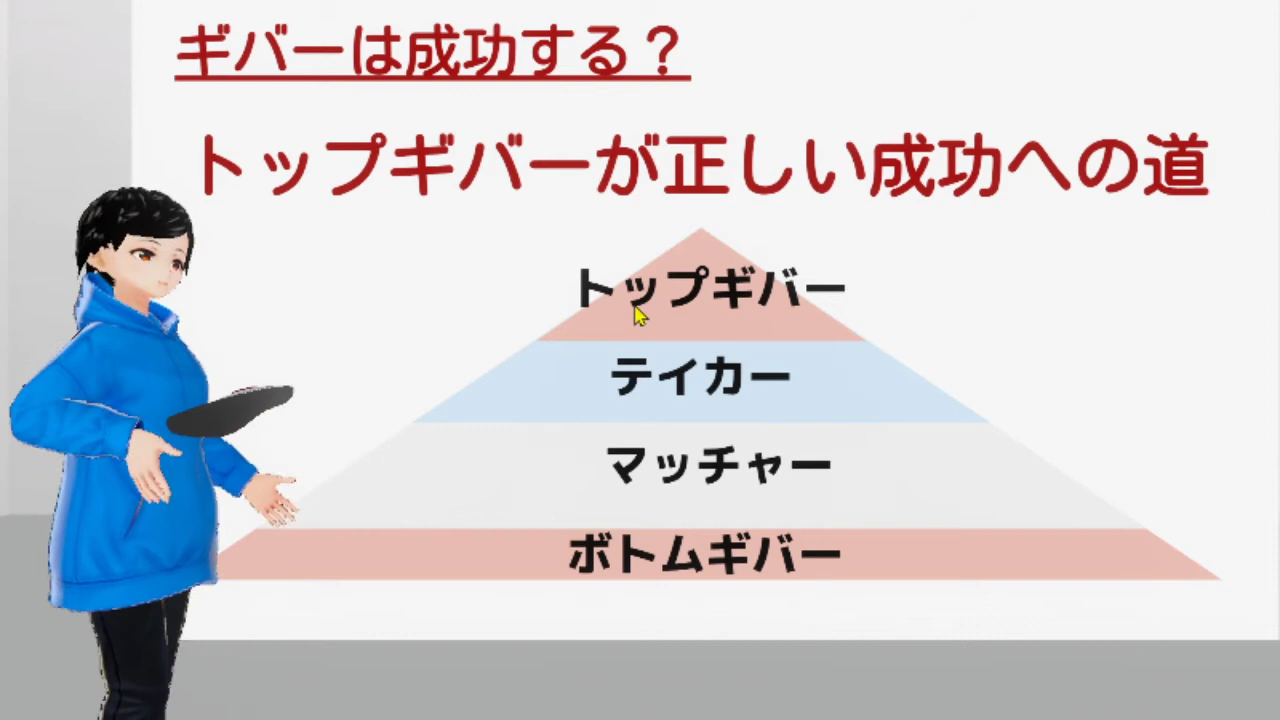 ギバーは成功する？
トップギバーが正しい成功への道
トップギバー
テイカー
マッチャー
ボトムギバー